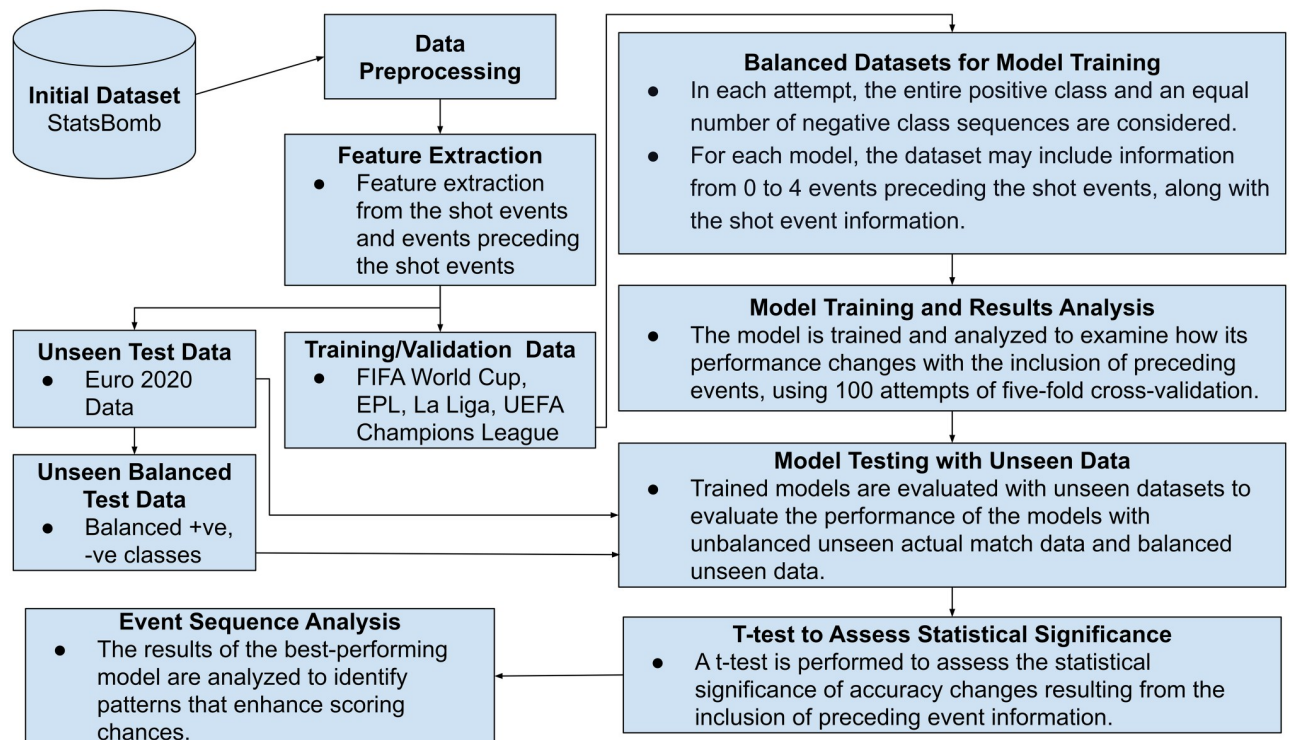 Initial Dataset
StatsBomb
Data
Preprocessing
Feature Extraction
● Feature extraction
from the shot events
and events preceding
the shot events
Unseen Test Data
● Euro 2020
Data
Training/Validation Data
● FIFA World Cup,
EPL, La Liga, UEFA
Champions League
Unseen Balanced
Test Data
● Balanced +ve,
-ve classes
Balanced Datasets for Model Training
● In each attempt, the entire positive class and an equal
number of negative class sequences are considered.
● For each model, the dataset may include information
from 0 to 4 events preceding the shot events, along with
the shot event information.
Model Training and Results Analysis
● The model is trained and analyzed to examine how its
performance changes with the inclusion of preceding
events, using 100 attempts of five-fold cross-validation.
Model Testing with Unseen Data
● Trained models are evaluated with unseen datasets to
evaluate the performance of the models with
unbalanced unseen actual match data and balanced
unseen data.
T-test to Assess Statistical Significance
● A t-test is performed to assess the statistical
significance of accuracy changes resulting from the
inclusion of preceding event information.
Event Sequence Analysis
● The results of the best-performing
model are analyzed to identify
patterns that enhance scoring
chances.